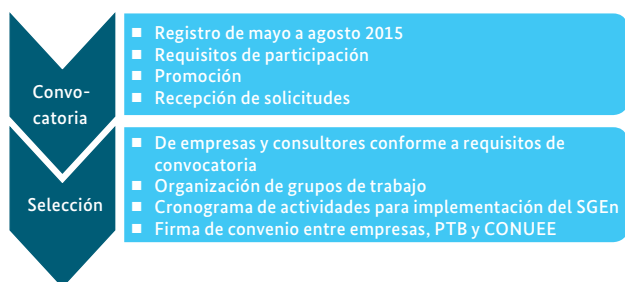 Convo-
catoria
■ Registro de mayo a agosto 2015
■ Requisitos de participación
■ Promoción
■ Recepción de solicitudes
Selección
■ De empresas y consultores conforme a requisitos de
convocatoria
■ Organización de grupos de trabajo
■ Cronograma de actividades para implementación del SGEn
■ Firma de convenio entre empresas, PTB y CONUEE